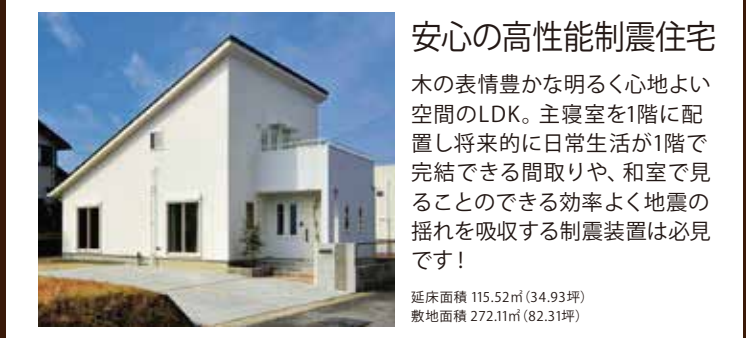 安心の高性能制震住宅
木の表情豊かな明るく心地よい
空間のLDK。主寝室を1階に配
置し将来的に日常生活が1階で
完結できる間取りや、和室で見
ることのできる効率よく地震の
揺れを吸収する制震装置は必見
です!
延床面積 115.52㎡(34.93坪)
敷地面積 272.11㎡(82.31坪)